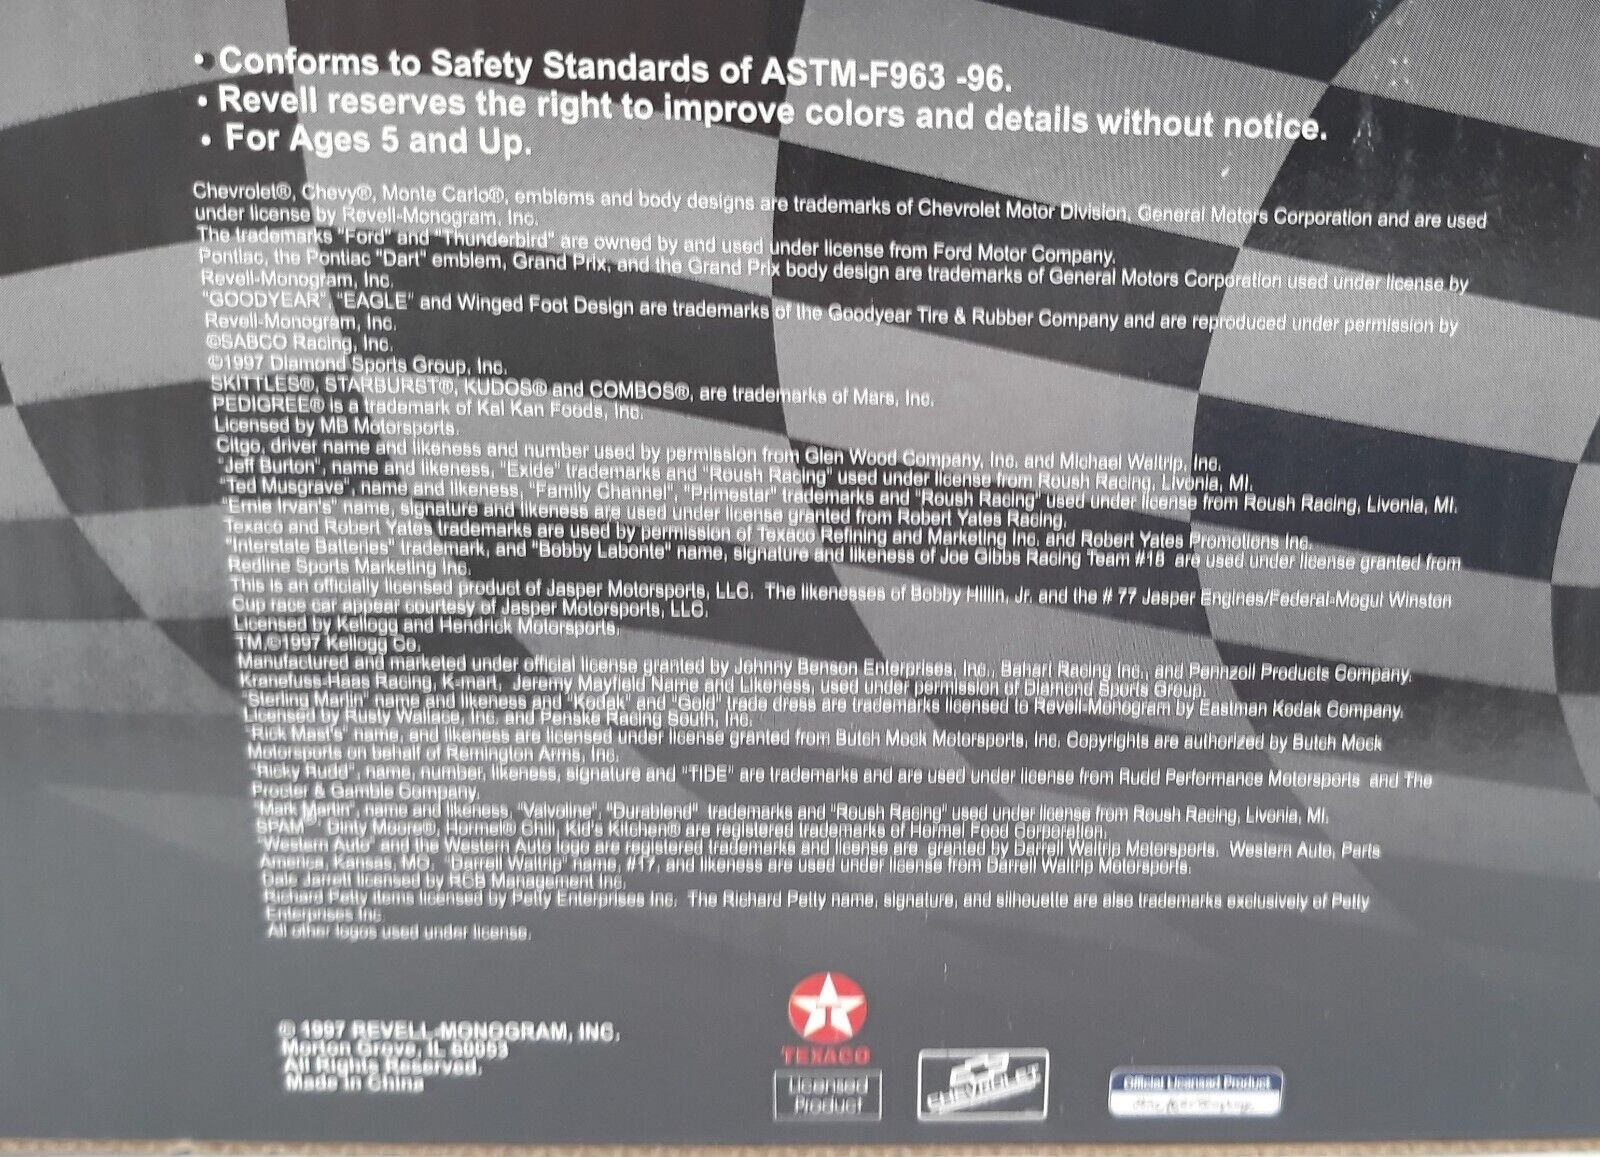 • Conforms to Safety Standards of ASTM-F963 -96.
• Revell reserves the right to improve colors and details without notice.
• For Ages 5 and Up.
Chevrolet®, Chevy®, Monte Carlo®, emblems and body designs are trademarks of Chevrolet Motor Division, General Motors Corporation and are used
under license by Revell-Monogram, Inc.
The trademarks "Ford" and "Thunderbird" are owned by and used under license from Ford Motor Company.
Pontiac, the Pontiac "Dart" emblem, Grand Prix, and the Grand Prix body design are trademarks of General Motors Corporation used under license by
Revell-Monogram, Inc.
"GOODYEAR", "EAGLE" and Winged Foot Design are trademarks of the Goodyear Tire & Rubber Company and are reproduced under permission by
Revell-Monogram, Inc.
©SABCO Racing, Inc.
©1997 Diamond Sports Group, Inc.
SKITTLES®, STARBURST®, KUDOS® and COMBOS®, are trademarks of Mars, Inc.
PEDIGREE® is a trademark of Kal Kan Foods, Inc.
Licensed by MB Motorsports.
Citgo, driver name and likeness and number used by permission from Glen Wood Company, Inc. and Michael Waltrip, Inc.
"Jeff Burton", name and likeness, "Exide" trademarks and "Roush Racing" used under license from Roush Racing, Livonia, MI.
"Ted Musgrave", name and likeness, "Family Channel", "Primestar" trademarks and "Roush Racing" used under license from Roush Racing, Livonia, MI.
"Ernie Irvan's" name, signature and likeness are used under license granted from Robert Yates Racing.
Texaco and Robert Yates trademarks are used by permission of Texaco Refining and Marketing Inc. and Robert Yates Promotions Inc.
"Interstate Batteries" trademark, and "Bobby Labonte" name, signature and likeness of Joe Gibbs Racing Team #18 are used under license granted from
Redline Sports Marketing Inc.
This is an officially licensed product of Jasper Motorsports, LLC. The likenesses of Bobby Hillin, Jr. and the # 77 Jasper Engines/Federal-Mogul Winston
Cup race car appear courtesy of Jasper Motorsports, LLC.
Licensed by Kellogg and Hendrick Motorsports.
TM/©1997 Kellogg Co.
Manufactured and marketed under official license granted by Johnny Benson Enterprises, Inc., Bahari Racing Inc., and Pennzoil Products Company.
Kranefuss-Haas Racing, K-mart, Jeremy Mayfield Name and Likeness, used under permission of Diamond Sports Group.
"Sterling Marlin" name and likeness and "Kodak" and "Gold" trade dress are trademarks licensed to Revell-Monogram by Eastman Kodak Company.
Licensed by Rusty Wallace, Inc. and Penske Racing South, Inc.
"Rick Mast's" name, and likeness are licensed under license granted from Butch Mock Motorsports, Inc. Copyrights are authorized by Butch Mock
Motorsports on behalf of Remington Arms, Inc.
"Ricky Rudd", name, number, likeness, signature and "TIDE" are trademarks and are used under license from Rudd Performance Motorsports and The
Procter & Gamble Company.
"Mark Martin", name and likeness, "Valvoline", "Durablend" trademarks and "Roush Racing" used under license from Roush Racing, Livonia, MI.
SPAM®, Dinty Moore®, Hormel® Chili, Kid's Kitchen® are registered trademarks of Hormel Food Corporation.
"Western Auto" and the Western Auto logo are registered trademarks and license are granted by Darrell Waltrip Motorsports. Western Auto, Parts
America, Kansas, MO. "Darrell Waltrip" name, #17, and likeness are used under license from Darrell Waltrip Motorsports.
Dale Jarrett licensed by RCB Management Inc.
Richard Petty items licensed by Petty Enterprises Inc. The Richard Petty name, signature, and silhouette are also trademarks exclusively of Petty
Enterprises Inc.
All other logos used under license.
© 1997 REVELL-MONOGRAM, INC.
Morton Grove, IL 60053
All Rights Reserved.
Made in China
TEXACO
Licensed
Product
CHEVROLET
Official Licensed Product